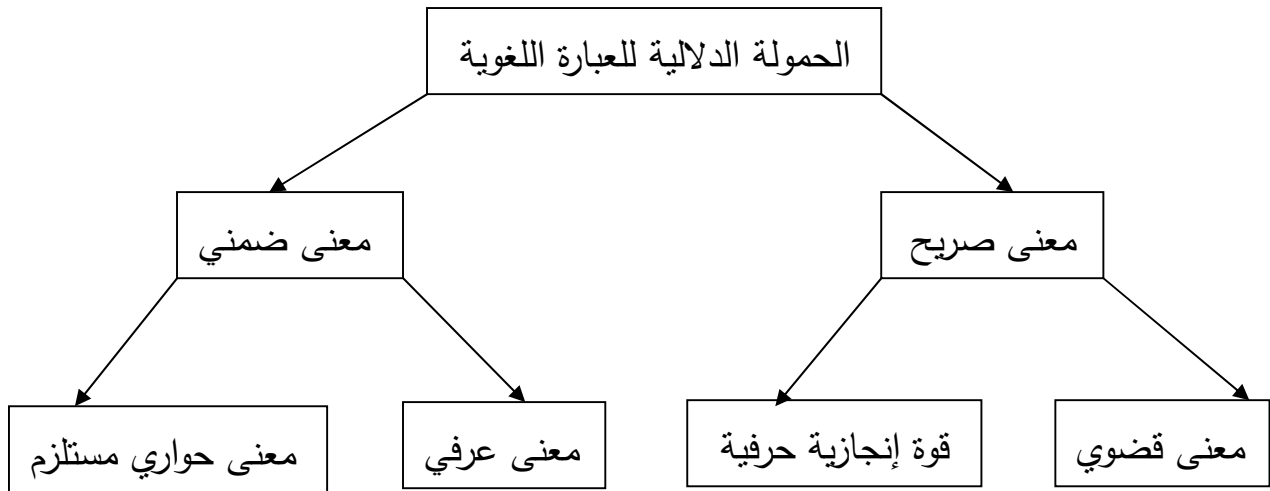 الحمولة الدلالية للعبارة اللغوية
معنى صريح
معنى ضمني
معنى قضوي
قوة إنجازية حرفية
معنى عرفي
معنى حواري مستلزم